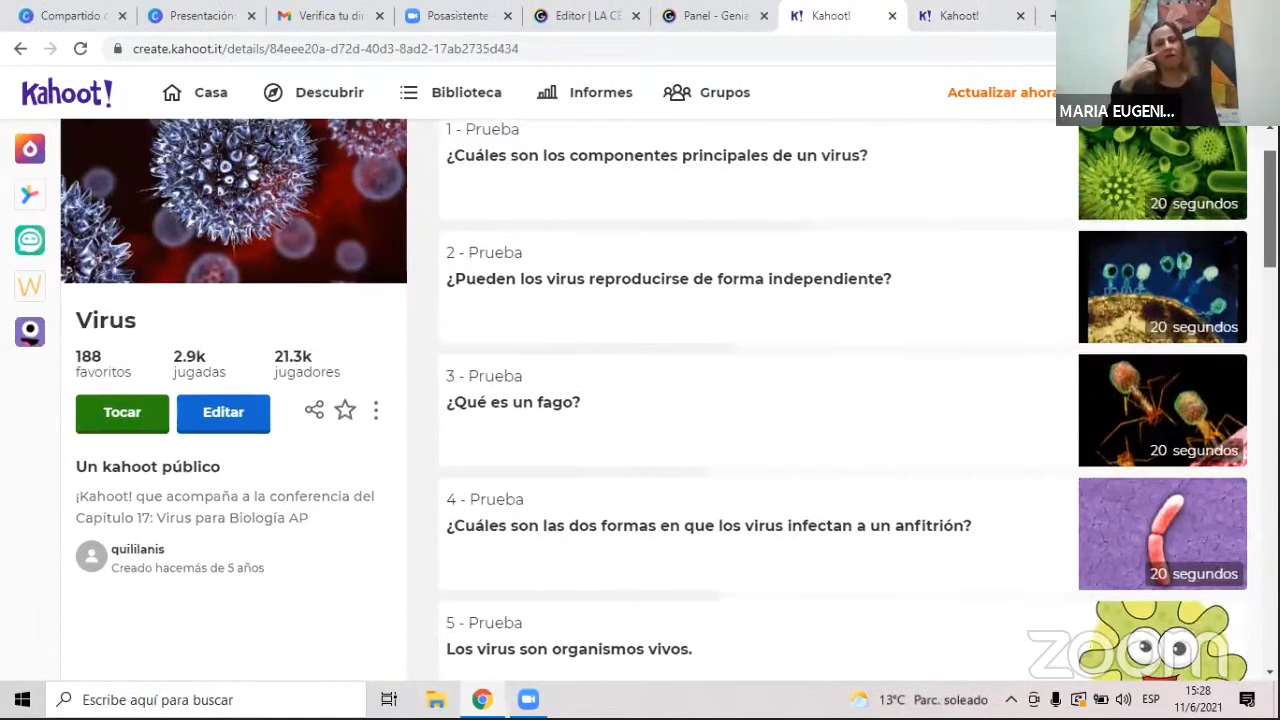 Comparti conte
Presentación:
Verifica tu dir
Posasistente -
Editor | LA CÉ
Panel - Genia
Kahoot!
Kahoot!
create.kahoot.it/details/84eee20a-d72d-40d3-8ad2-17ab2735d434
Kahoot!
Casa
Descubrir
Biblioteca
Informes
Grupos
Actualizar ahora
MARIA EUGENI...
1 - Prueba
¿Cuáles son los componentes principales de un virus?
20 segundos
2 - Prueba
¿Pueden los virus reproducirse de forma independiente?
20 segundos
3 - Prueba
¿Qué es un fago?
20 segundos
4 - Prueba
¿Cuáles son las dos formas en que los virus infectan a un anfitrión?
20 segundos
5 - Prueba
Los virus son organismos vivos.
Virus
188
favoritos
2.9k
jugadas
21.3k
jugadores
Tocar
Editar
Un kahoot público
¡Kahoot! que acompaña a la conferencia del
Capítulo 17: Virus para Biología AP
quililanis
Creado hacemás de 5 años
zoom
Escribe aquí para buscar
13ºC Parc. soleado
ESP
15:28
11/6/2021